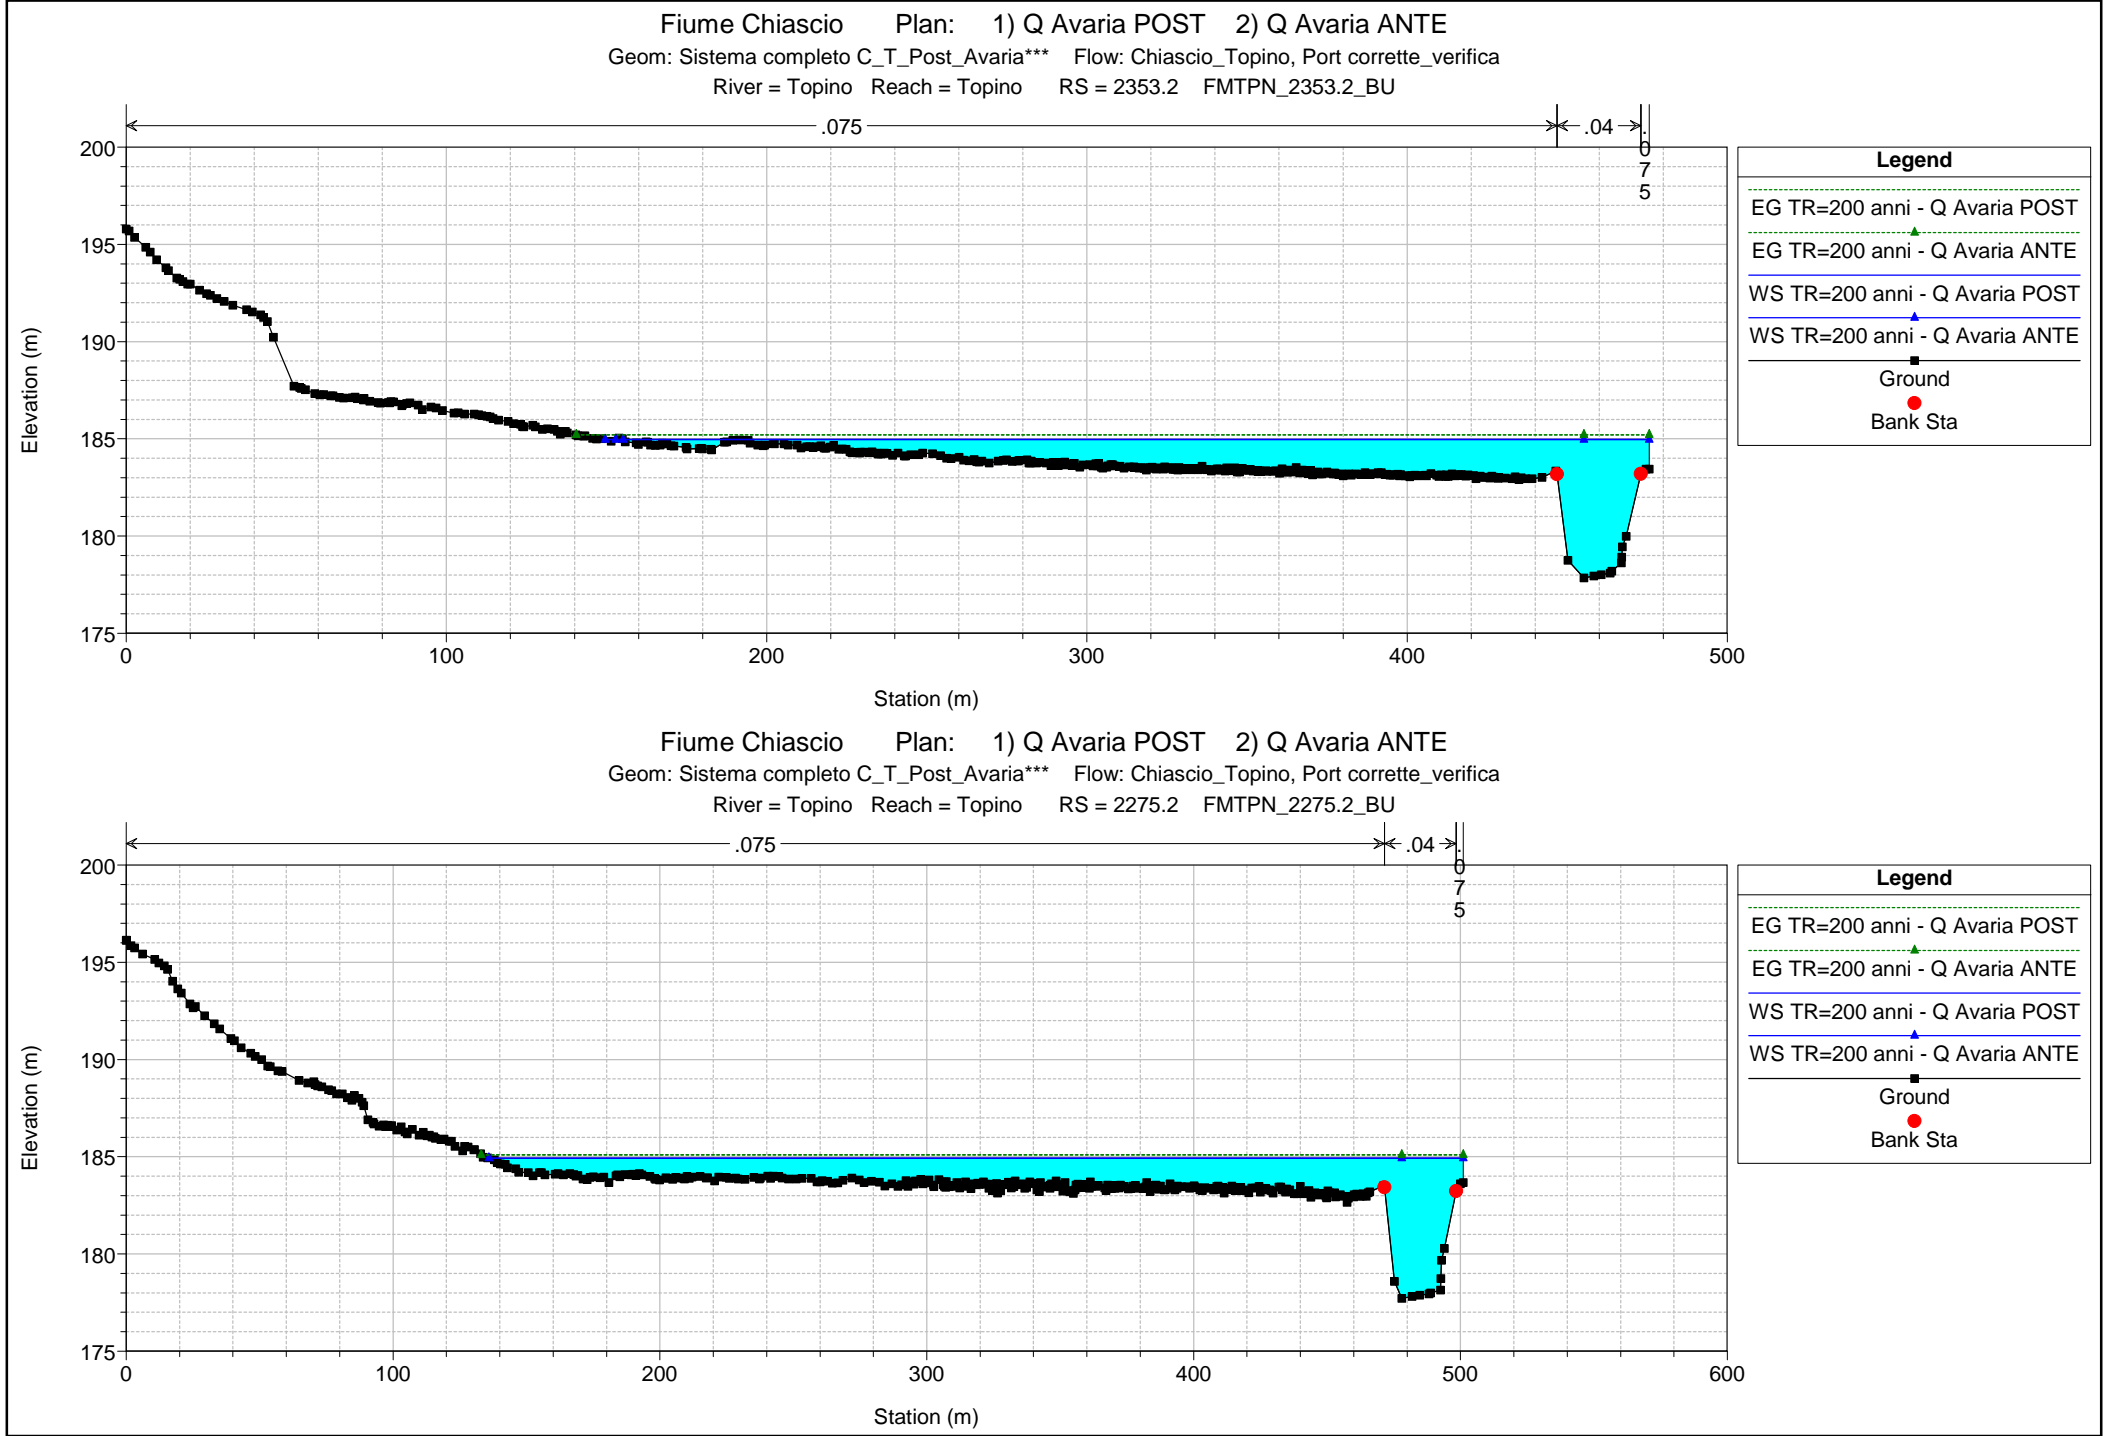 Fiume Chiascio Plan: 1) Q Avaria POST 2) Q Avaria ANTE
Geom: Sistema completo C_T_Post_Avaria*** Flow: Chiascio_Topino, Port corrette_verifica
River = Topino Reach = Topino RS = 2353.2 FMTPN_2353.2_BU
.075
.04
.075
200
195
190
185
180
175
Elevation (m)
0
100
200
300
400
500
Station (m)
Legend
EG TR=200 anni - Q Avaria POST
EG TR=200 anni - Q Avaria ANTE
WS TR=200 anni - Q Avaria POST
WS TR=200 anni - Q Avaria ANTE
Ground
Bank Sta
Fiume Chiascio Plan: 1) Q Avaria POST 2) Q Avaria ANTE
Geom: Sistema completo C_T_Post_Avaria*** Flow: Chiascio_Topino, Port corrette_verifica
River = Topino Reach = Topino RS = 2275.2 FMTPN_2275.2_BU
.075
.04
.075
200
195
190
185
180
175
Elevation (m)
0
100
200
300
400
500
600
Station (m)
Legend
EG TR=200 anni - Q Avaria POST
EG TR=200 anni - Q Avaria ANTE
WS TR=200 anni - Q Avaria POST
WS TR=200 anni - Q Avaria ANTE
Ground
Bank Sta